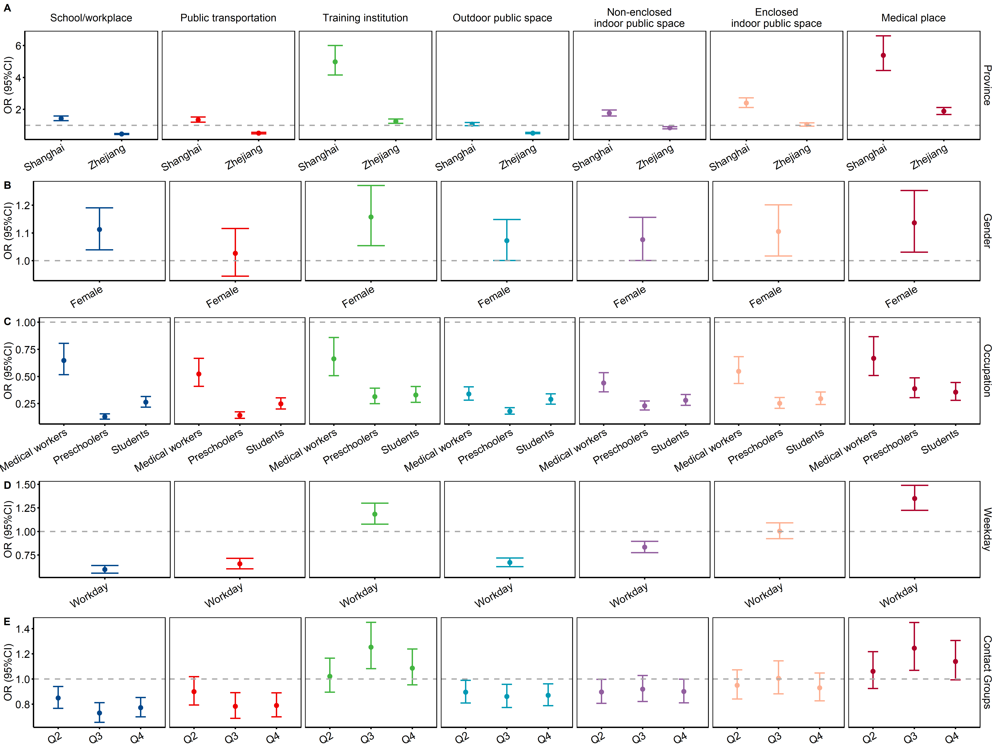 A
School/workplace
Public transportation
Training institution
Outdoor public space
Non-enclosed
indoor public space
Enclosed
indoor public space
Medical place
OR (95%CI)
6
4
2
Province
Shanghai Zhejiang Shanghai Zhejiang Shanghai Zhejiang Shanghai Zhejiang Shanghai Zhejiang Shanghai Zhejiang Shanghai Zhejiang
B
OR (95%CI)
1.2
1.1
1.0
Gender
Female Female Female Female Female Female Female
C
OR (95%CI)
1.00
0.75
0.50
0.25
Occupation
Medical workers Preschoolers Students Medical workers Preschoolers Students Medical workers Preschoolers Students Medical workers Preschoolers Students Medical workers Preschoolers Students Medical workers Preschoolers Students Medical workers Preschoolers Students
D
OR (95%CI)
1.50
1.25
1.00
0.75
Weekday
Workday Workday Workday Workday Workday Workday Workday
E
OR (95%CI)
1.4
1.2
1.0
0.8
Contact Groups
Q2 Q3 Q4 Q2 Q3 Q4 Q2 Q3 Q4 Q2 Q3 Q4 Q2 Q3 Q4 Q2 Q3 Q4 Q2 Q3 Q4